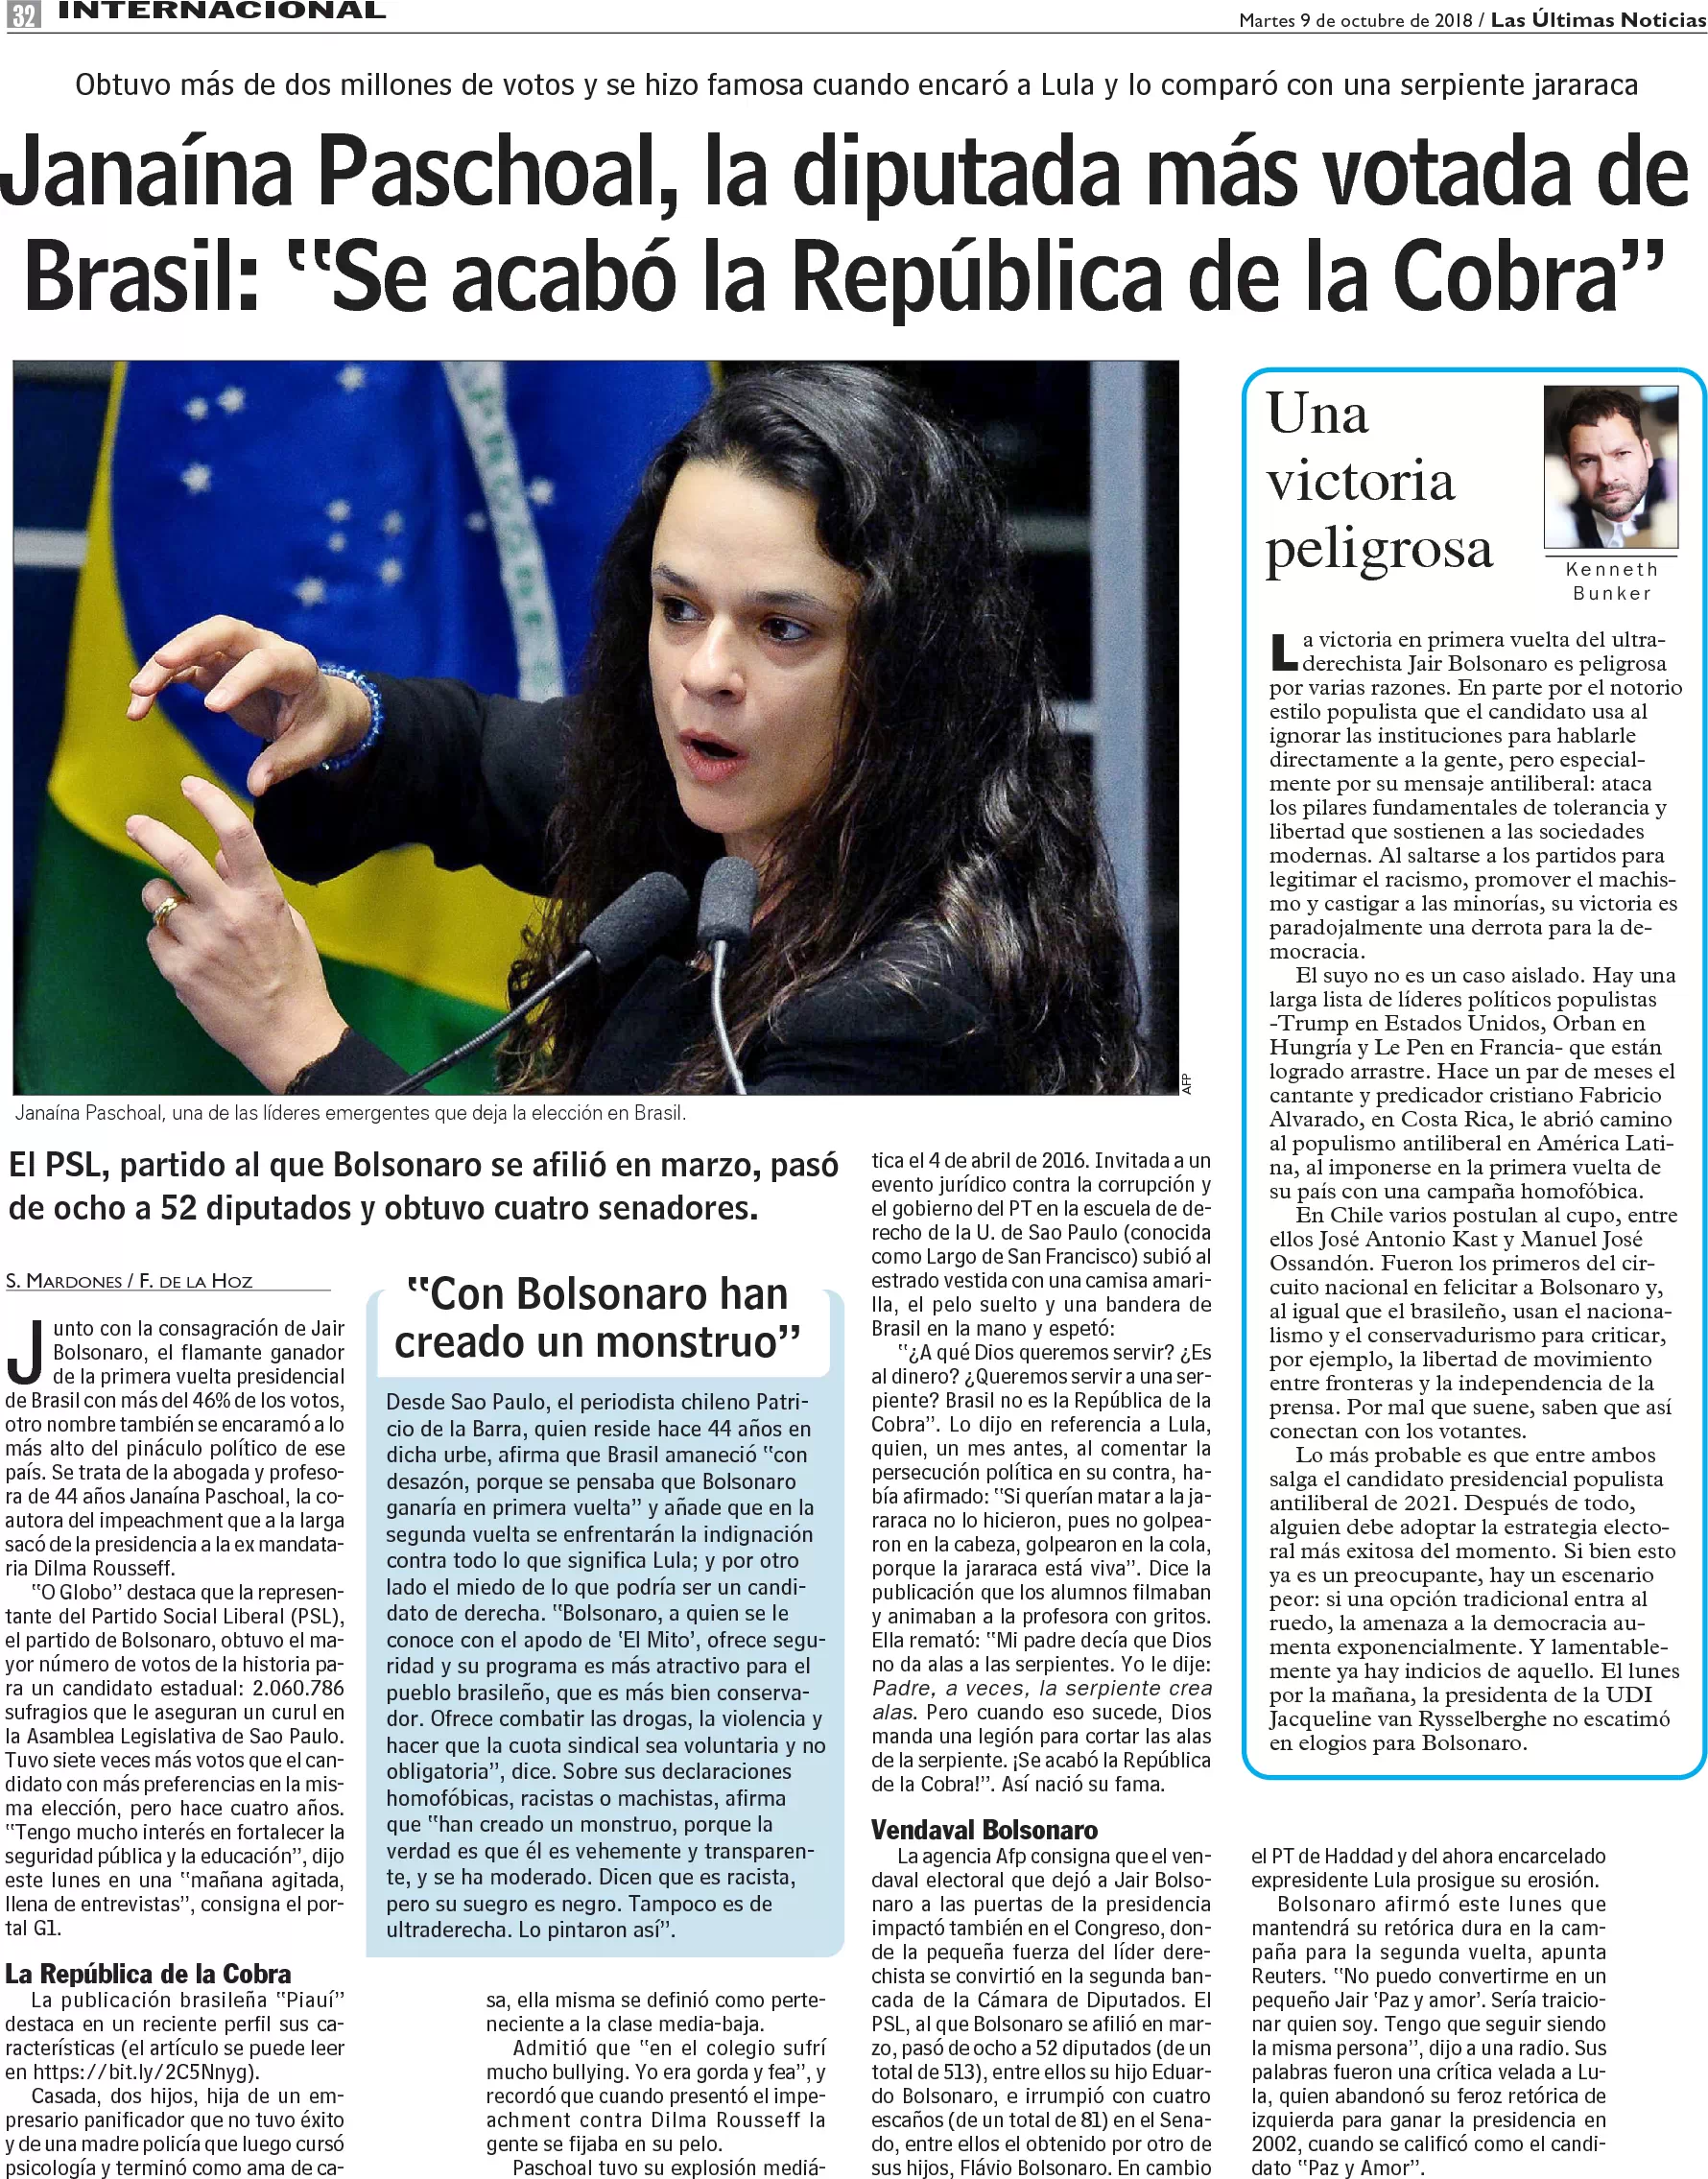 32 INTERNACIONAL
Martes 9 de octubre de 2018 / Las Últimas Noticias
Obtuvo más de dos millones de votos y se hizo famosa cuando encaró a Lula y lo comparó con una serpiente jararaca
Janaína Paschoal, la diputada más votada de
Brasil: “Se acabó la República de la Cobra”
AFP
Janaína Paschoal, una de las líderes emergentes que deja la elección en Brasil.
El PSL, partido al que Bolsonaro se afilió en marzo, pasó
de ocho a 52 diputados y obtuvo cuatro senadores.
S. MARDONES / F. DE LA HOZ
Junto con la consagración de Jair
Bolsonaro, el flamante ganador
de la primera vuelta presidencial
de Brasil con más del 46% de los votos,
otro nombre también se encaramó a lo
más alto del pináculo político de ese
país. Se trata de la abogada y profeso-
ra de 44 años Janaína Paschoal, la co-
autora del impeachment que a la larga
sacó de la presidencia a la ex mandata-
ria Dilma Rousseff.
“O Globo” destaca que la represen-
tante del Partido Social Liberal (PSL),
el partido de Bolsonaro, obtuvo el ma-
yor número de votos de la historia pa-
ra un candidato estadual: 2.060.786
sufragios que le aseguran un curul en
la Asamblea Legislativa de Sao Paulo.
Tuvo siete veces más votos que el can-
didato con más preferencias en la mis-
ma elección, pero hace cuatro años.
“Tengo mucho interés en fortalecer la
seguridad pública y la educación”, dijo
este lunes en una “mañana agitada,
llena de entrevistas”, consigna el por-
tal G1.
La República de la Cobra
La publicación brasileña “Piauí”
destaca en un reciente perfil sus ca-
racterísticas (el artículo se puede leer
en https://bit.ly/2C5Nnyg).
Casada, dos hijos, hija de un em-
presario panificador que no tuvo éxito
y de una madre policía que luego cursó
psicología y terminó como ama de ca-
“Con Bolsonaro han
creado un monstruo”
Desde Sao Paulo, el periodista chileno Patri-
cio de la Barra, quien reside hace 44 años en
dicha urbe, afirma que Brasil amaneció “con
desazón, porque se pensaba que Bolsonaro
ganaría en primera vuelta” y añade que en la
segunda vuelta se enfrentarán la indignación
contra todo lo que significa Lula; y por otro
lado el miedo de lo que podría ser un candi-
dato de derecha. “Bolsonaro, a quien se le
conoce con el apodo de ‘El Mito’, ofrece segu-
ridad y su programa es más atractivo para el
pueblo brasileño, que es más bien conserva-
dor. Ofrece combatir las drogas, la violencia y
hacer que la cuota sindical sea voluntaria y no
obligatoria”, dice. Sobre sus declaraciones
homofóbicas, racistas o machistas, afirma
que “han creado un monstruo, porque la
verdad es que él es vehemente y transparen-
te, y se ha moderado. Dicen que es racista,
pero su suegro es negro. Tampoco es de
ultraderecha. Lo pintaron así”.
sa, ella misma se definió como perte-
neciente a la clase media-baja.
Admitió que “en el colegio sufrí
mucho bullying. Yo era gorda y fea”, y
recordó que cuando presentó el impe-
achment contra Dilma Rousseff la
gente se fijaba en su pelo.
Paschoal tuvo su explosión mediá-
tica el 4 de abril de 2016. Invitada a un
evento jurídico contra la corrupción y
el gobierno del PT en la escuela de de-
recho de la U. de Sao Paulo (conocida
como Largo de San Francisco) subió al
estrado vestida con una camisa amari-
lla, el pelo suelto y una bandera de
Brasil en la mano y espetó:
“¿A qué Dios queremos servir? ¿Es
al dinero? ¿Queremos servir a una ser-
piente? Brasil no es la República de la
Cobra”. Lo dijo en referencia a Lula,
quien, un mes antes, al comentar la
persecución política en su contra, ha-
bía afirmado: “Si querían matar a la ja-
raraca no lo hicieron, pues no golpea-
ron en la cabeza, golpearon en la cola,
porque la jararaca está viva”. Dice la
publicación que los alumnos filmaban
y animaban a la profesora con gritos.
Ella remató: “Mi padre decía que Dios
no da alas a las serpientes. Yo le dije:
Padre, a veces, la serpiente crea
alas. Pero cuando eso sucede, Dios
manda una legión para cortar las alas
de la serpiente. ¡Se acabó la República
de la Cobra!”. Así nació su fama.
Vendaval Bolsonaro
La agencia Afp consigna que el ven-
daval electoral que dejó a Jair Bolso-
naro a las puertas de la presidencia
impactó también en el Congreso, don-
de la pequeña fuerza del líder dere-
chista se convirtió en la segunda ban-
cada de la Cámara de Diputados. El
PSL, al que Bolsonaro se afilió en mar-
zo, pasó de ocho a 52 diputados (de un
total de 513), entre ellos su hijo Eduar-
do Bolsonaro, e irrumpió con cuatro
escaños (de un total de 81) en el Sena-
do, entre ellos el obtenido por otro de
sus hijos, Flávio Bolsonaro. En cambio
el PT de Haddad y del ahora encarcelado
expresidente Lula prosigue su erosión.
Bolsonaro afirmó este lunes que
mantendrá su retórica dura en la cam-
paña para la segunda vuelta, apunta
Reuters. “No puedo convertirme en un
pequeño Jair ‘Paz y amor’. Sería traicio-
nar quien soy. Tengo que seguir siendo
la misma persona”, dijo a una radio. Sus
palabras fueron una crítica velada a Lu-
la, quien abandonó su feroz retórica de
izquierda para ganar la presidencia en
2002, cuando se calificó como el candi-
dato “Paz y Amor”.
Una
victoria
peligrosa
Kenneth
Bunker
La victoria en primera vuelta del ultra-
derechista Jair Bolsonaro es peligrosa
por varias razones. En parte por el notorio
estilo populista que el candidato usa al
ignorar las instituciones para hablarle
directamente a la gente, pero especial-
mente por su mensaje antiliberal: ataca
los pilares fundamentales de tolerancia y
libertad que sostienen a las sociedades
modernas. Al saltarse a los partidos para
legitimar el racismo, promover el machis-
mo y castigar a las minorías, su victoria es
paradojalmente una derrota para la de-
mocracia.
El suyo no es un caso aislado. Hay una
larga lista de líderes políticos populistas
-Trump en Estados Unidos, Orban en
Hungría y Le Pen en Francia- que están
logrado arrastre. Hace un par de meses el
cantante y predicador cristiano Fabricio
Alvarado, en Costa Rica, le abrió camino
al populismo antiliberal en América Lati-
na, al imponerse en la primera vuelta de
su país con una campaña homofóbica.
En Chile varios postulan al cupo, entre
ellos José Antonio Kast y Manuel José
Ossandón. Fueron los primeros del cir-
cuito nacional en felicitar a Bolsonaro y,
al igual que el brasileño, usan el naciona-
lismo y el conservadurismo para criticar,
por ejemplo, la libertad de movimiento
entre fronteras y la independencia de la
prensa. Por mal que suene, saben que así
conectan con los votantes.
Lo más probable es que entre ambos
salga el candidato presidencial populista
antiliberal de 2021. Después de todo,
alguien debe adoptar la estrategia electo-
ral más exitosa del momento. Si bien esto
ya es un preocupante, hay un escenario
peor: si una opción tradicional entra al
ruedo, la amenaza a la democracia au-
menta exponencialmente. Y lamentable-
mente ya hay indicios de aquello. El lunes
por la mañana, la presidenta de la UDI
Jacqueline van Rysselberghe no escatimó
en elogios para Bolsonaro.